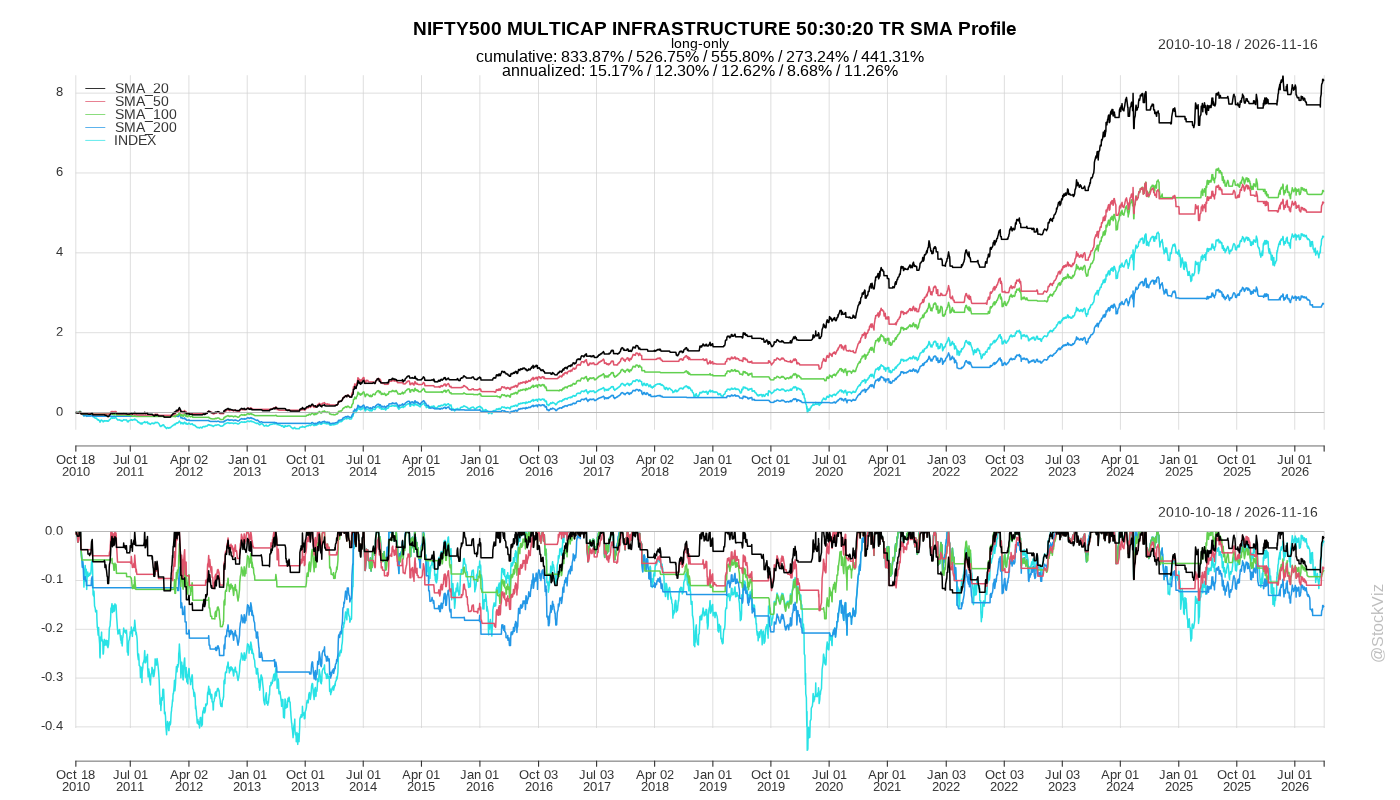 NIFTY500 MULTICAP INFRASTRUCTURE 50:30:20 TR SMA Profile
long-only
2010-10-18 / 2026-11-16
cumulative: 833.87% / 526.75% / 555.80% / 273.24% / 441.31%
annualized: 15.17% / 12.30% / 12.62% / 8.68% / 11.26%
SMA_20
SMA_50
SMA_100
SMA_200
INDEX
8
6
4
2
0
Oct 18 Jul 01 Apr 02 Jan 01 Oct 01 Jul 01 Apr 01 Jan 01 Oct 03 Jul 03 Apr 02 Jan 01 Oct 01 Jul 01 Apr 01 Jan 03 Oct 03 Jul 03 Apr 01 Jan 01 Oct 01 Jul 01
2010 2011 2012 2013 2013 2014 2015 2016 2016 2017 2018 2019 2019 2020 2021 2022 2022 2023 2024 2025 2025 2026
2010-10-18 / 2026-11-16
0.0
-0.1
-0.2
-0.3
-0.4
Oct 18 Jul 01 Apr 02 Jan 01 Oct 01 Jul 01 Apr 01 Jan 01 Oct 03 Jul 03 Apr 02 Jan 01 Oct 01 Jul 01 Apr 01 Jan 03 Oct 03 Jul 03 Apr 01 Jan 01 Oct 01 Jul 01
2010 2011 2012 2013 2013 2014 2015 2016 2016 2017 2018 2019 2019 2020 2021 2022 2022 2023 2024 2025 2025 2026
@StockViz